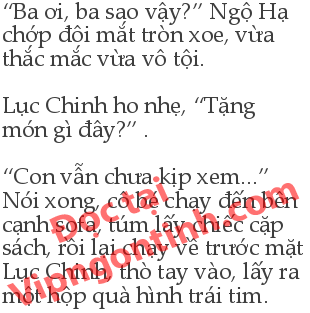 “Ba ơi, ba sao vậy?” Ngộ Hạ
chớp đôi mắt tròn xoe, vừa
thắc mắc vừa vô tội.
Lục Chinh ho nhẹ, “Tặng
món gì đây?” .
“Con vẫn chưa kịp xem...”
Nói xong, cô bé chạy đến bên
cạnh sofa, túm lấy chiếc cặp
sách, rồi lại chạy về trước mặt
Lục Chinh, thò tay vào, lấy ra
một hộp quà hình trái tim.
Đọc tại
Vipngontinh.com